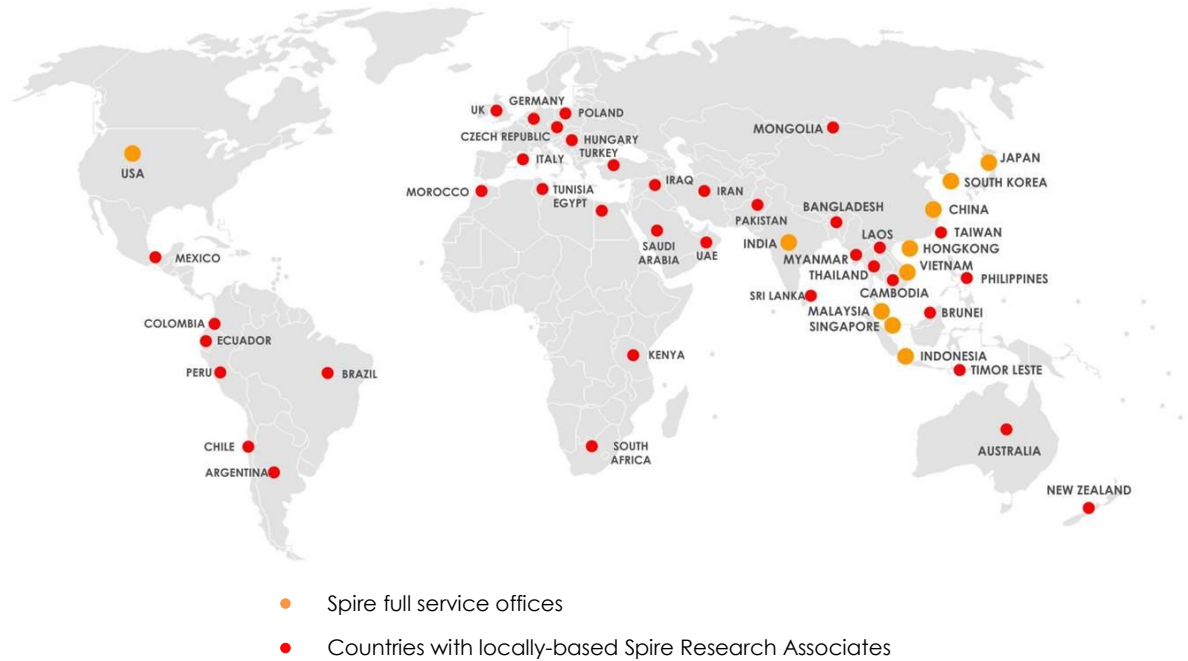 GERMANY
UK
POLAND
CZECH REPUBLIC
HUNGARY
MONGOLIA
TURKEY
ITALY
JAPAN
USA
SOUTH KOREA
IRAQ
MOROCCO
TUNISIA
IRAN
EGYPT
BANGLADESH
CHINA
PAKISTAN
TAIWAN
LAOS
INDIA
SAUDI
ARABIA
UAE
HONGKONG
MEXICO
MYANMAR
VIETNAM
THAILAND
PHILIPPINES
CAMBODIA
SRI LANKA
MALAYSIA
BRUNEI
COLOMBIA
SINGAPORE
ECUADOR
KENYA
INDONESIA
PERU
BRAZIL
TIMOR LESTE
CHILE
SOUTH
AFRICA
AUSTRALIA
ARGENTINA
NEW ZEALAND
Spire full service offices
Countries with locally-based Spire Research Associates